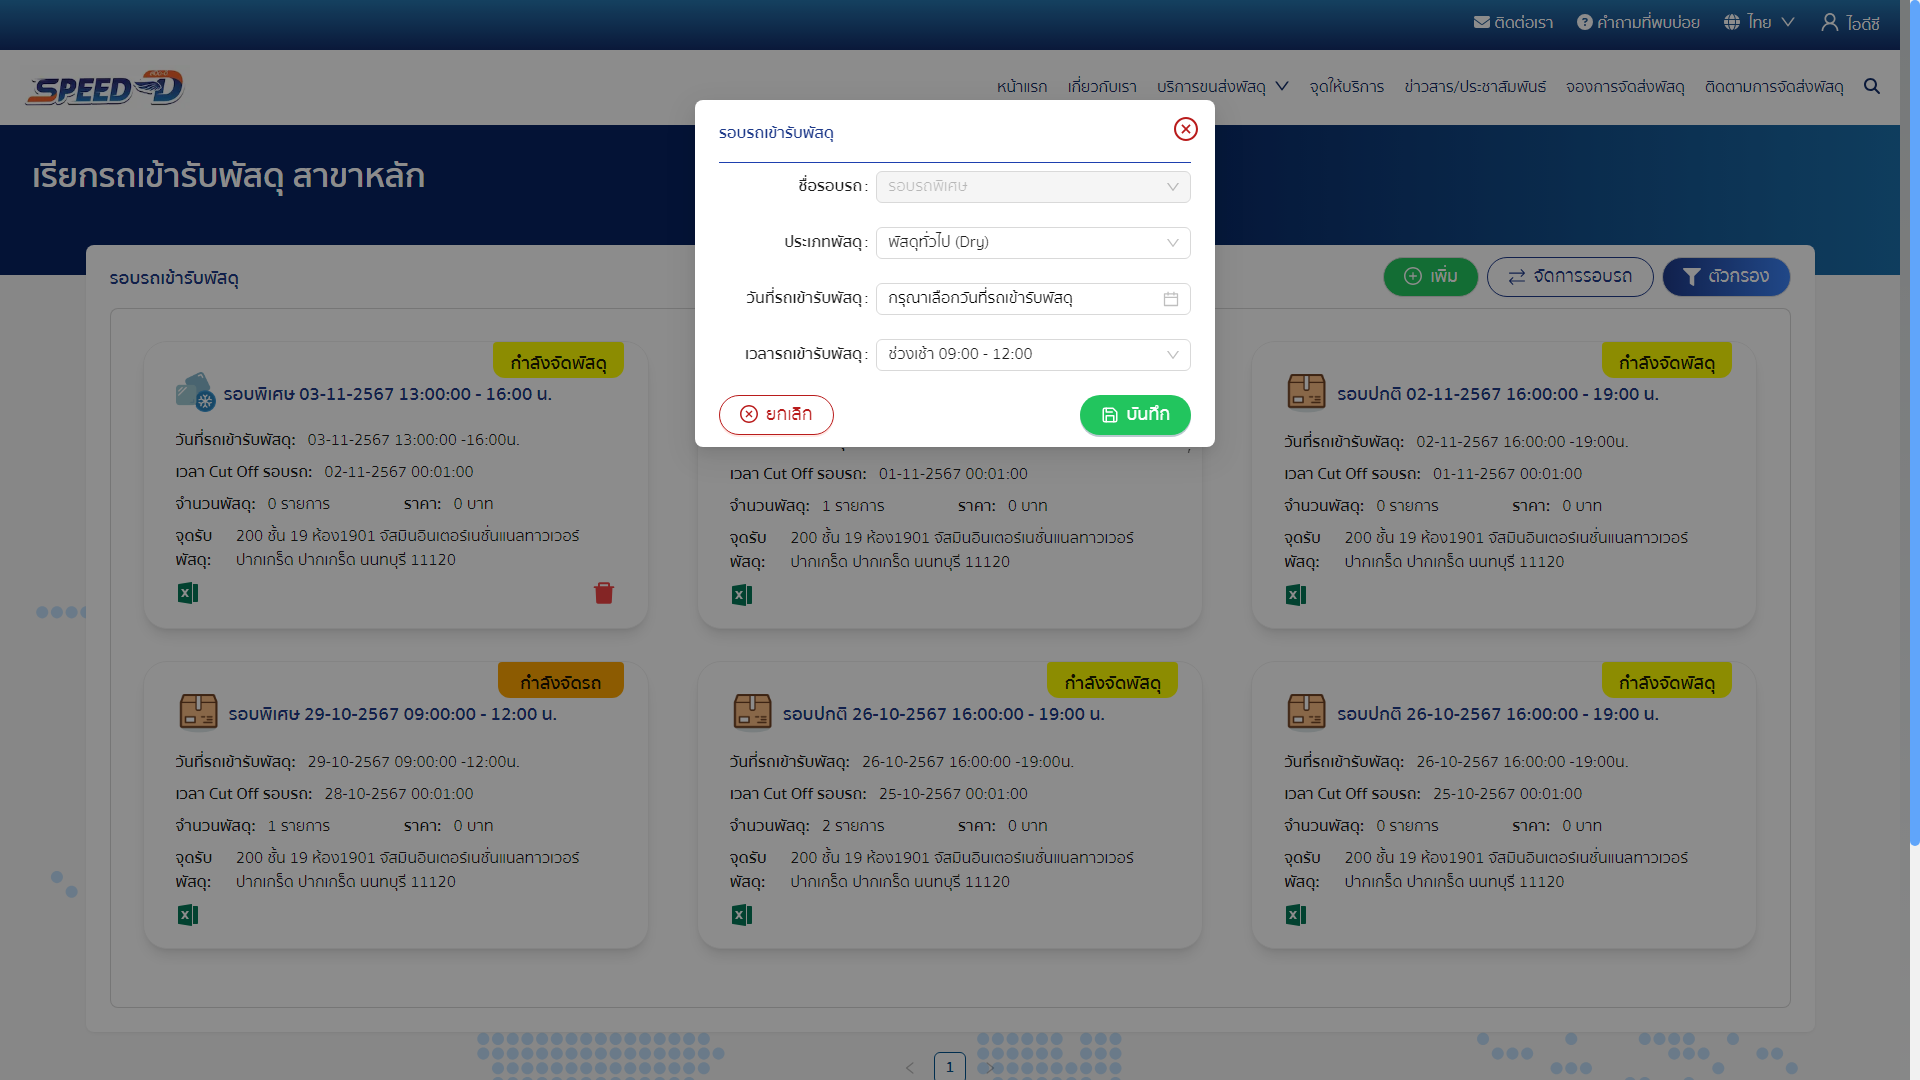 ติดต่อเรา
คำถามที่พบบ่อย
ไทย
ไอดีซี
SPEED-D
หน้าแรก
เกี่ยวกับเรา
บริการขนส่งพัสดุ
จุดให้บริการ
ข่าวสาร/ประชาสัมพันธ์
จองการจัดส่งพัสดุ
ติดตามการจัดส่งพัสดุ
เรียกรถเข้ารับพัสดุ สาขาหลัก
รอบรถเข้ารับพัสดุ
ชื่อรอบรถ :
รอบรถพิเศษ
ประเภทพัสดุ :
พัสดุทั่วไป (Dry)
วันที่รถเข้ารับพัสดุ :
กรุณาเลือกวันที่รถเข้ารับพัสดุ
เวลารถเข้ารับพัสดุ :
ช่วงเช้า 09:00 - 12:00
ยกเลิก
บันทึก
รอบรถเข้ารับพัสดุ
เพิ่ม
จัดการรอบรถ
ตัวกรอง
กำลังจัดพัสดุ
รอบพิเศษ 03-11-2567 13:00:00 - 16:00 น.
วันที่รถเข้ารับพัสดุ: 03-11-2567 13:00:00 -16:00น.
เวลา Cut Off รอบรถ: 02-11-2567 00:01:00
จำนวนพัสดุ: 0 รายการ ราคา: 0 บาท
จุดรับ 200 ชั้น 19 ห้อง1901 จัสมินอินเตอร์เนชั่นแนลทาวเวอร์
พัสดุ: ปากเกร็ด ปากเกร็ด นนทบุรี 11120
เวลา Cut Off รอบรถ: 01-11-2567 00:01:00
จำนวนพัสดุ: 1 รายการ ราคา: 0 บาท
จุดรับ 200 ชั้น 19 ห้อง1901 จัสมินอินเตอร์เนชั่นแนลทาวเวอร์
พัสดุ: ปากเกร็ด ปากเกร็ด นนทบุรี 11120
กำลังจัดพัสดุ
รอบปกติ 02-11-2567 16:00:00 - 19:00 น.
วันที่รถเข้ารับพัสดุ: 02-11-2567 16:00:00 -19:00น.
เวลา Cut Off รอบรถ: 01-11-2567 00:01:00
จำนวนพัสดุ: 0 รายการ ราคา: 0 บาท
จุดรับ 200 ชั้น 19 ห้อง1901 จัสมินอินเตอร์เนชั่นแนลทาวเวอร์
พัสดุ: ปากเกร็ด ปากเกร็ด นนทบุรี 11120
กำลังจัดรถ
รอบพิเศษ 29-10-2567 09:00:00 - 12:00 น.
วันที่รถเข้ารับพัสดุ: 29-10-2567 09:00:00 -12:00น.
เวลา Cut Off รอบรถ: 28-10-2567 00:01:00
จำนวนพัสดุ: 1 รายการ ราคา: 0 บาท
จุดรับ 200 ชั้น 19 ห้อง1901 จัสมินอินเตอร์เนชั่นแนลทาวเวอร์
พัสดุ: ปากเกร็ด ปากเกร็ด นนทบุรี 11120
กำลังจัดพัสดุ
รอบปกติ 26-10-2567 16:00:00 - 19:00 น.
วันที่รถเข้ารับพัสดุ: 26-10-2567 16:00:00 -19:00น.
เวลา Cut Off รอบรถ: 25-10-2567 00:01:00
จำนวนพัสดุ: 2 รายการ ราคา: 0 บาท
จุดรับ 200 ชั้น 19 ห้อง1901 จัสมินอินเตอร์เนชั่นแนลทาวเวอร์
พัสดุ: ปากเกร็ด ปากเกร็ด นนทบุรี 11120
กำลังจัดพัสดุ
รอบปกติ 26-10-2567 16:00:00 - 19:00 น.
วันที่รถเข้ารับพัสดุ: 26-10-2567 16:00:00 -19:00น.
เวลา Cut Off รอบรถ: 25-10-2567 00:01:00
จำนวนพัสดุ: 0 รายการ ราคา: 0 บาท
จุดรับ 200 ชั้น 19 ห้อง1901 จัสมินอินเตอร์เนชั่นแนลทาวเวอร์
พัสดุ: ปากเกร็ด ปากเกร็ด นนทบุรี 11120
1